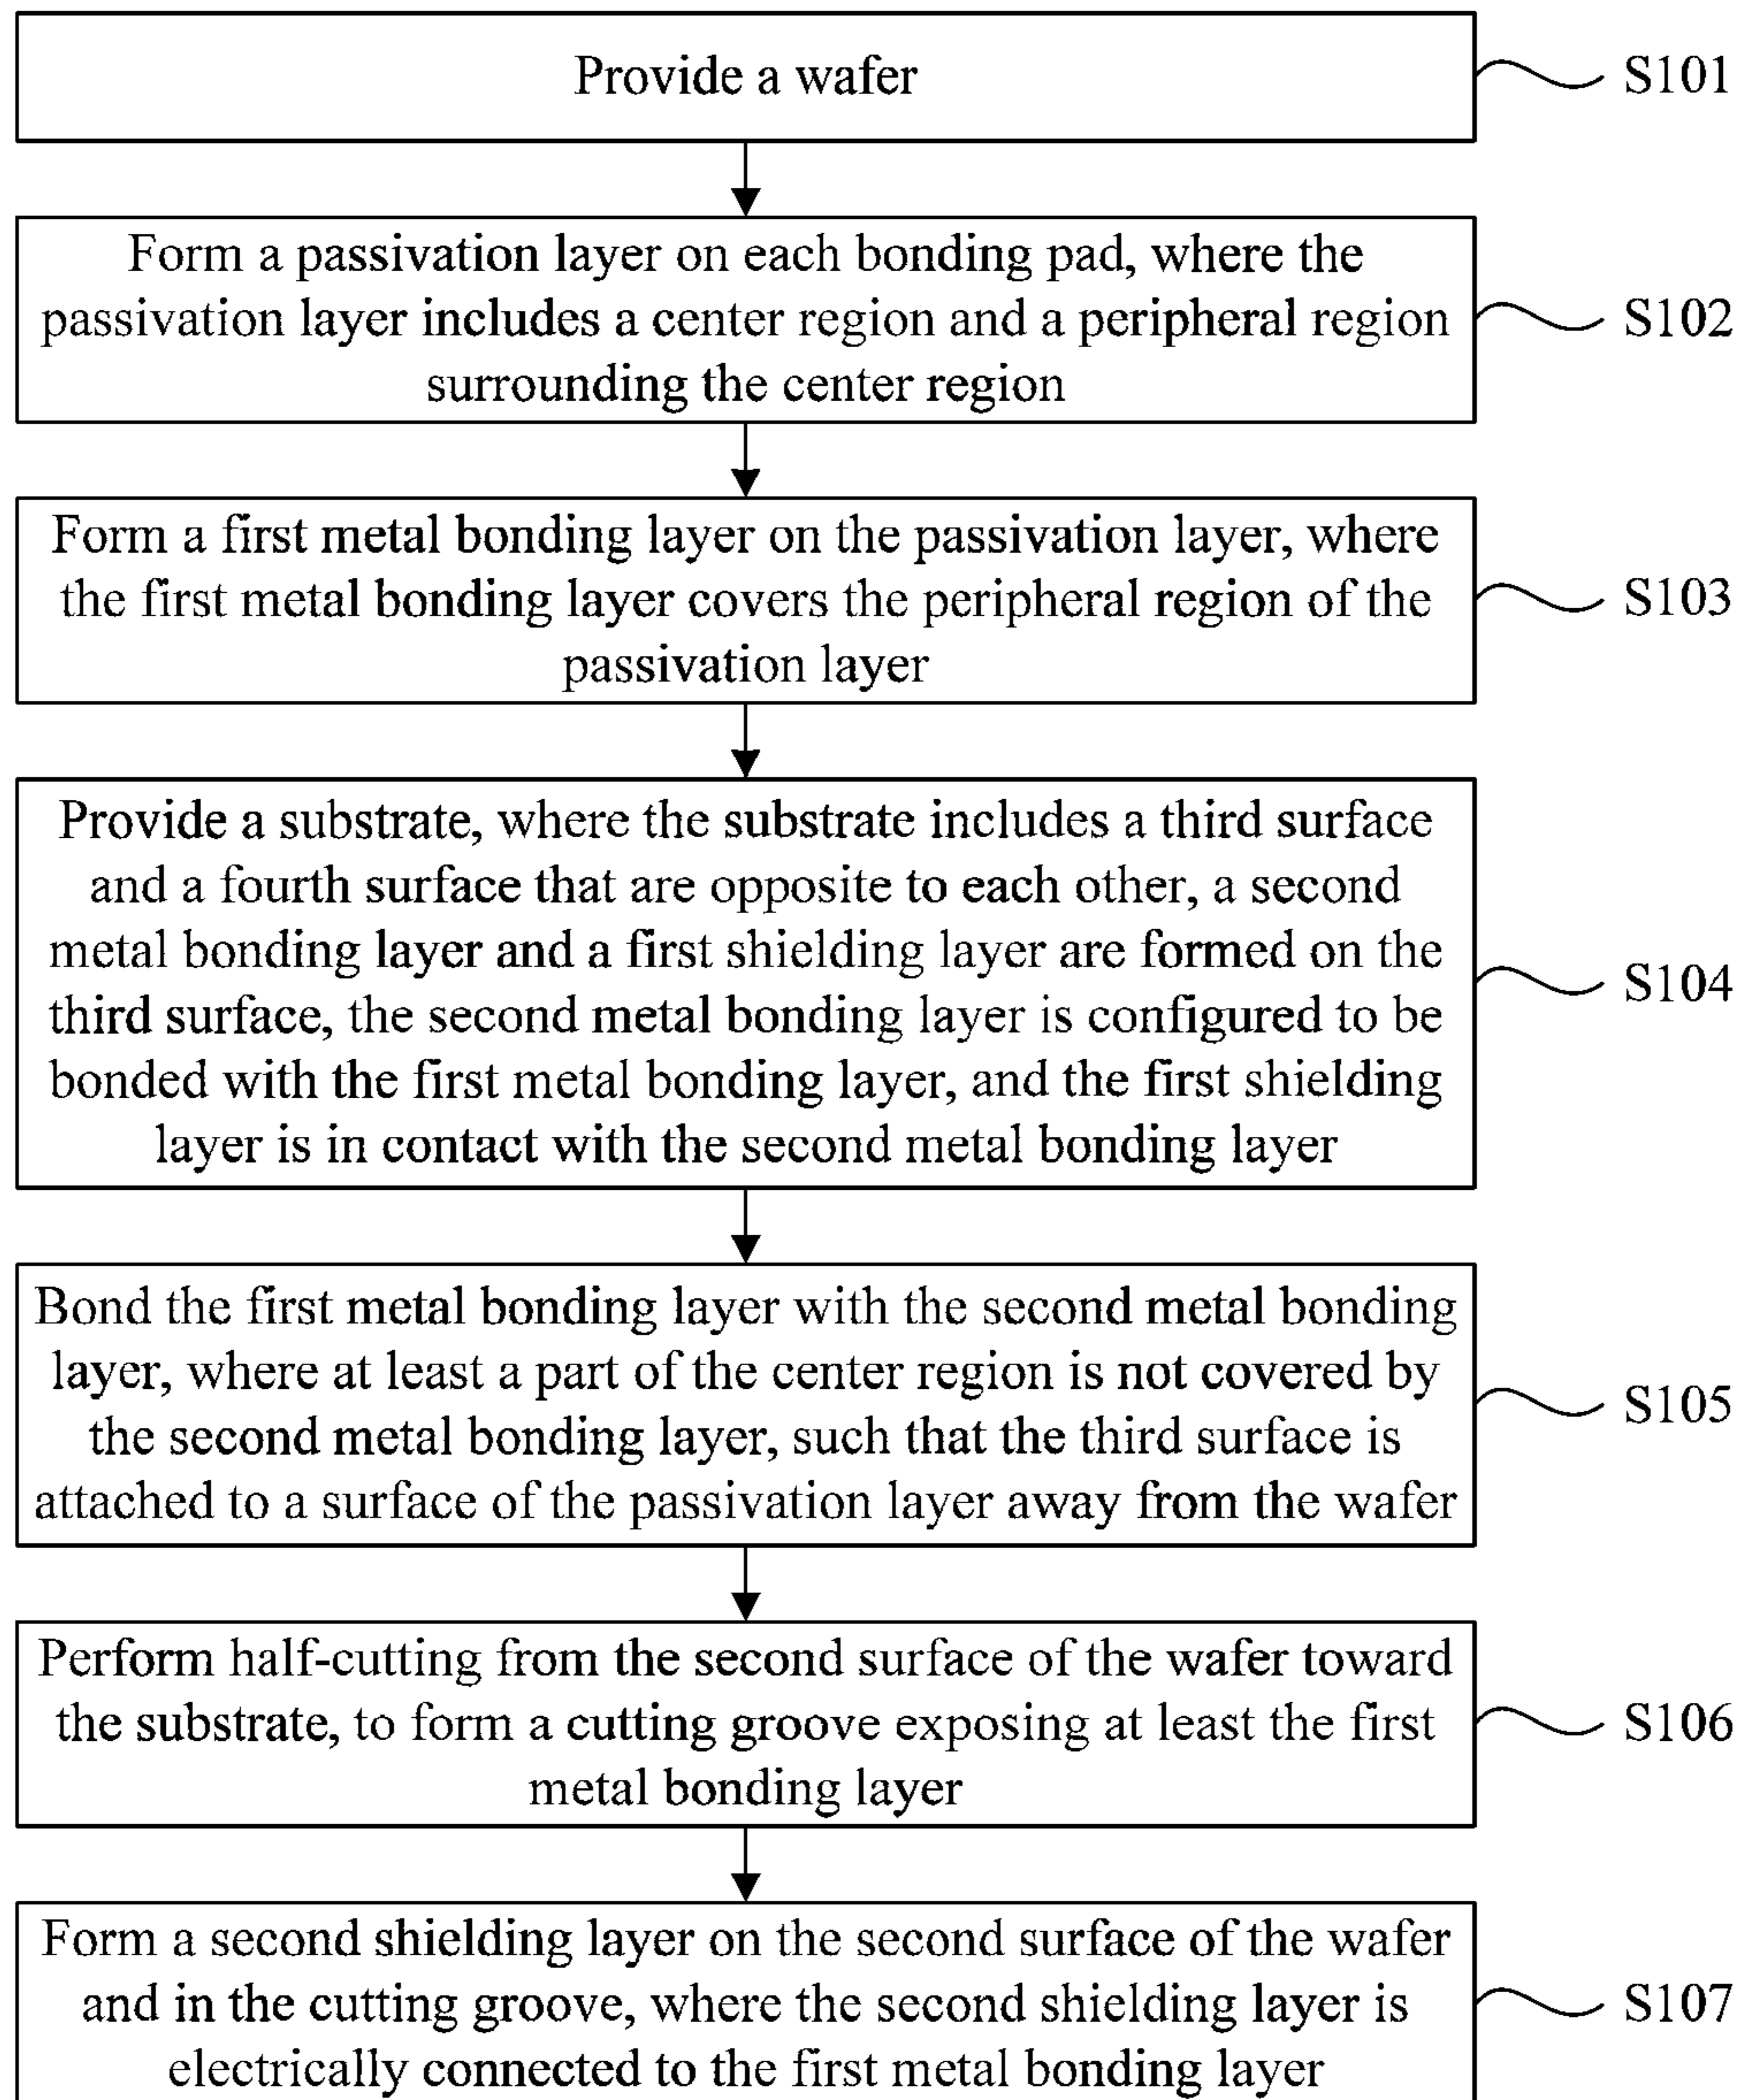 Provide a wafer
S101
Form a passivation layer on each bonding pad, where the
passivation layer includes a center region and a peripheral region
surrounding the center region
S102
Form a first metal bonding layer on the passivation layer, where
the first metal bonding layer covers the peripheral region of the
passivation layer
S103
Provide a substrate, where the substrate includes a third surface
and a fourth surface that are opposite to each other, a second
metal bonding layer and a first shielding layer are formed on the
third surface, the second metal bonding layer is configured to be
bonded with the first metal bonding layer, and the first shielding
layer is in contact with the second metal bonding layer
S104
Bond the first metal bonding layer with the second metal bonding
layer, where at least a part of the center region is not covered by
the second metal bonding layer, such that the third surface is
attached to a surface of the passivation layer away from the wafer
S105
Perform half-cutting from the second surface of the wafer toward
the substrate, to form a cutting groove exposing at least the first
metal bonding layer
S106
Form a second shielding layer on the second surface of the wafer
and in the cutting groove, where the second shielding layer is
electrically connected to the first metal bonding layer
S107